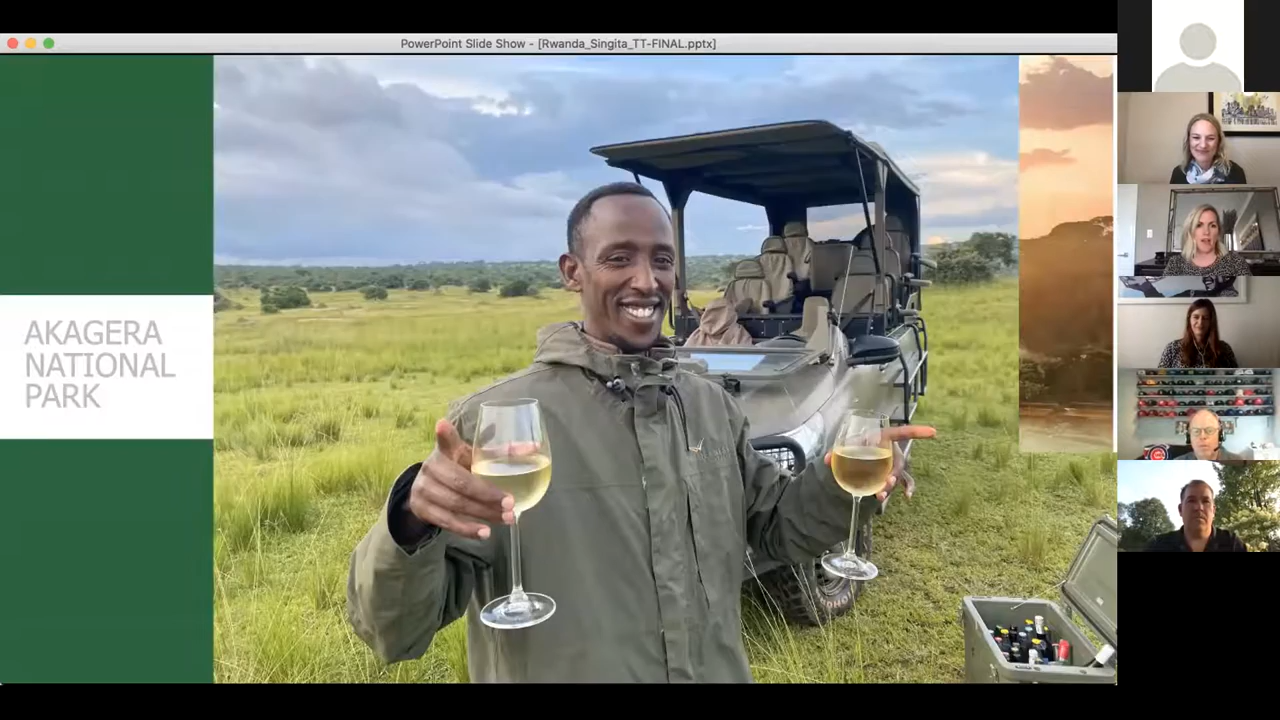 PowerPoint Slide Show - [Rwanda_Singita_TT-FINAL.pptx]
AKAGERA
NATIONAL
PARK